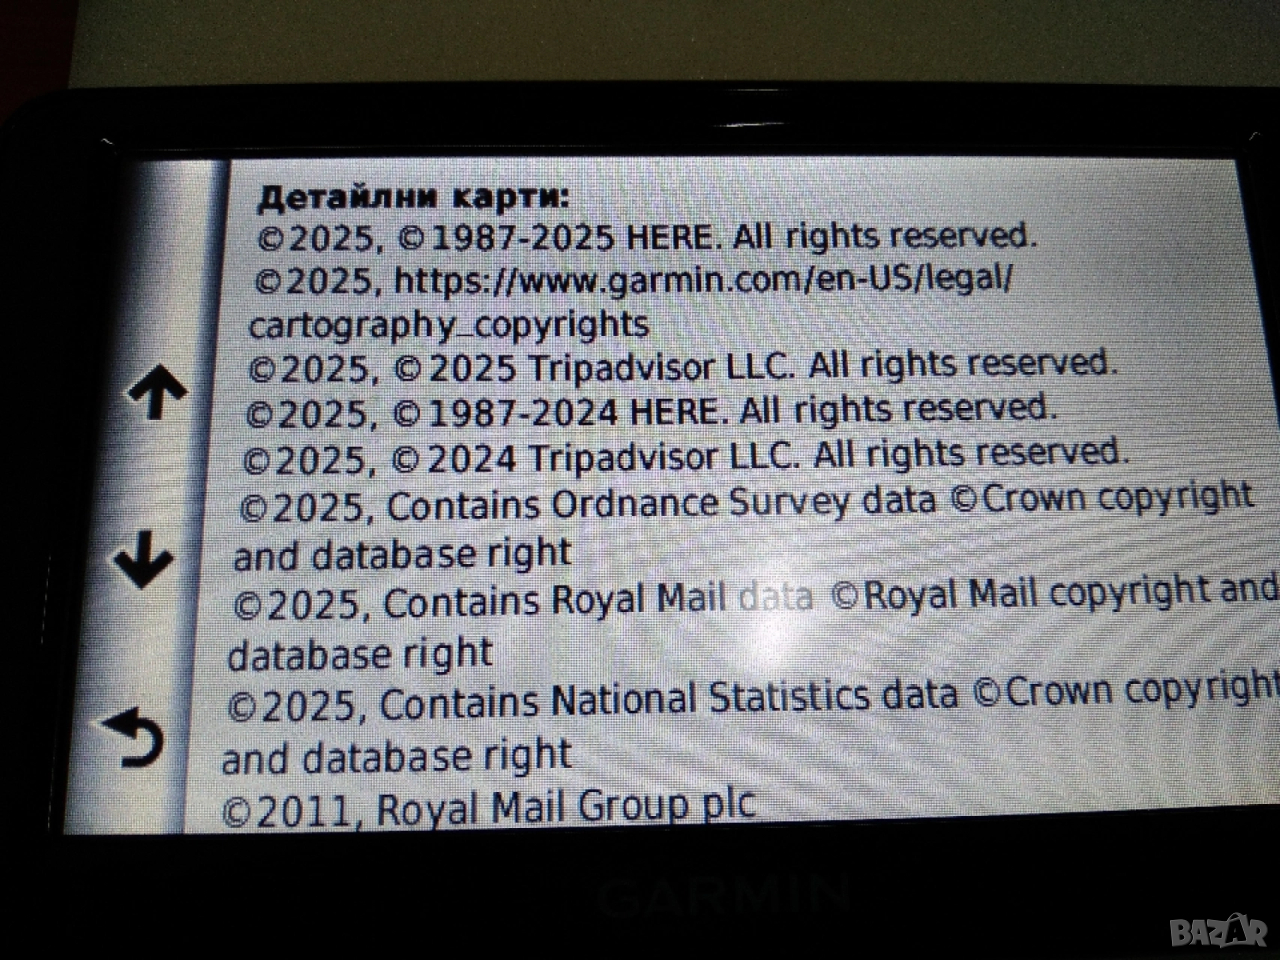 Детайлни карти:
©2025, ©1987-2025 HERE. All rights reserved.
©2025, https://www.garmin.com/en-US/legal/
cartography_copyrights
©2025, ©2025 Tripadvisor LLC. All rights reserved.
©2025, ©1987-2024 HERE. All rights reserved.
©2025, ©2024 Tripadvisor LLC. All rights reserved.
©2025, Contains Ordnance Survey data ©Crown copyright
and database right
©2025, Contains Royal Mail data ©Royal Mail copyright and
database right
©2025, Contains National Statistics data ©Crown copyright
and database right
©2011, Royal Mail Group plc
GARMIN
BAZAR